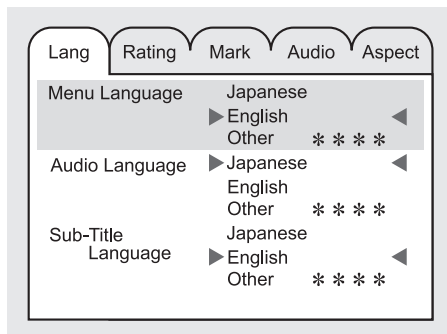 Lang Rating Mark Audio Aspect
Menu Language Japanese
▶English ◀
Other ＊＊＊＊
Audio Language ▶Japanese ◀
English
Other ＊＊＊＊
Sub-Title Japanese
Language ▶English ◀
Other ＊＊＊＊